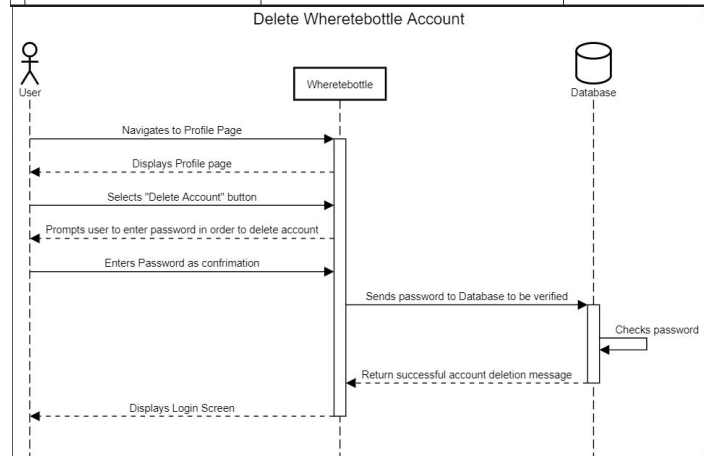 Delete Wheretebottle Account
User
Wheretebottle
Database
Navigates to Profile Page
Displays Profile page
Selects "Delete Account" button
Prompts user to enter password in order to delete account
Enters Password as confrimation
Sends password to Database to be verified
Checks password
Return successful account deletion message
Displays Login Screen